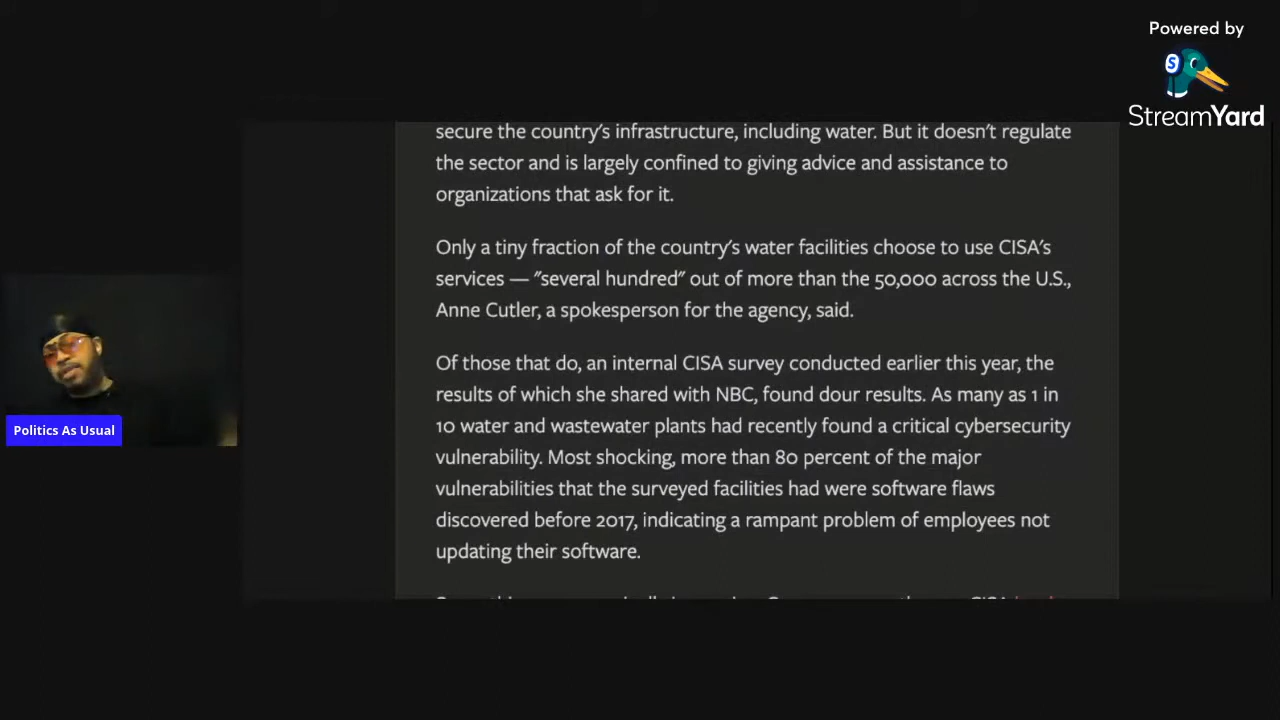 Powered by
StreamYard
secure the country's infrastructure, including water. But it doesn't regulate
the sector and is largely confined to giving advice and assistance to
organizations that ask for it.
Only a tiny fraction of the country's water facilities choose to use CISA's
services — "several hundred" out of more than the 50,000 across the U.S.,
Anne Cutler, a spokesperson for the agency, said.
Of those that do, an internal CISA survey conducted earlier this year, the
results of which she shared with NBC, found dour results. As many as 1 in
10 water and wastewater plants had recently found a critical cybersecurity
vulnerability. Most shocking, more than 80 percent of the major
vulnerabilities that the surveyed facilities had were software flaws
discovered before 2017, indicating a rampant problem of employees not
updating their software.
Politics As Usual